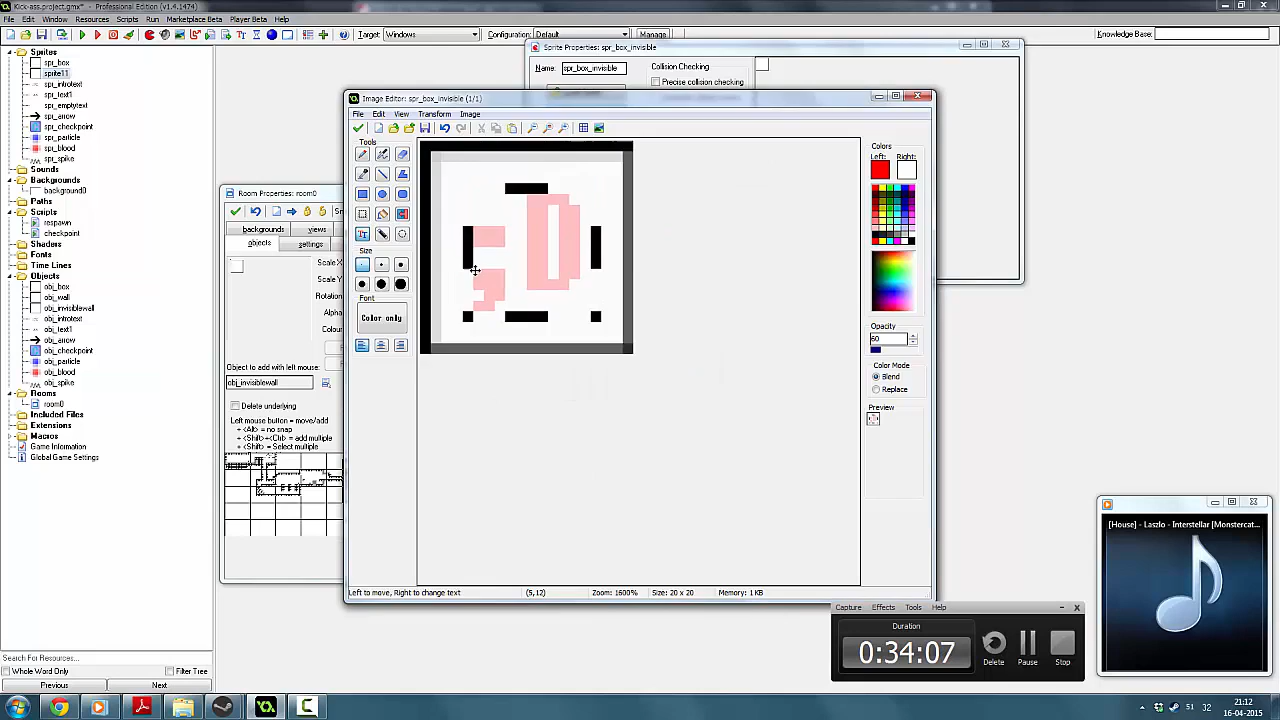 Kick-ass.project.gmx* - Professional Edition (v1.4.1474)
File Edit Window Resources Scripts Run Marketplace Beta Player Beta Help
Target: Windows Configuration: Default Manage Knowledge Base:
Sprites
spr_box
sprite11
spr_introtext
spr_text1
spr_emptytext
spr_arrow
spr_checkpoint
spr_particle
spr_blood
spr_spike
Sounds
Backgrounds
background0
Paths
Scripts
respawn
checkpoint
Shaders
Fonts
Time Lines
Objects
obj_box
obj_wall
obj_invisiblewall
obj_introtext
obj_text1
obj_arrow
obj_checkpoint
obj_particle
obj_blood
obj_spike
Rooms
room0
Included Files
Extensions
Macros
Game Information
Global Game Settings
Search For Resources...
Whole Word Only Filter Tree
Previous Next
Room Properties: room0
backgrounds views
objects settings
Scale X
Scale Y
Rotation
Alpha
Colour
Object to add with left mouse:
obj_invisiblewall
Delete underlying
Left mouse button = move/add
+ <Alt> = no snap
+ <Shift>+<Ctrl> = add multiple
+ <Shift> = Select multiple
Sprite Properties: spr_box_invisible
Name: spr_box_invisible
Collision Checking
Precise collision checking
Image Editor: spr_box_invisible (1/1)
File Edit View Transform Image
Tools
Size
Font
Color only
;D
Colors
Left: Right:
Opacity
60
Color Mode
Blend
Replace
Preview
Left to move, Right to change text (5,12) Zoom: 1600% Size: 20 x 20 Memory: 1 KB
[House] - Laszlo - Interstellar [Monstercat...
Capture Effects Tools Help
Duration
0:34:07
Delete Pause Stop
51 32
21:12
16-04-2015